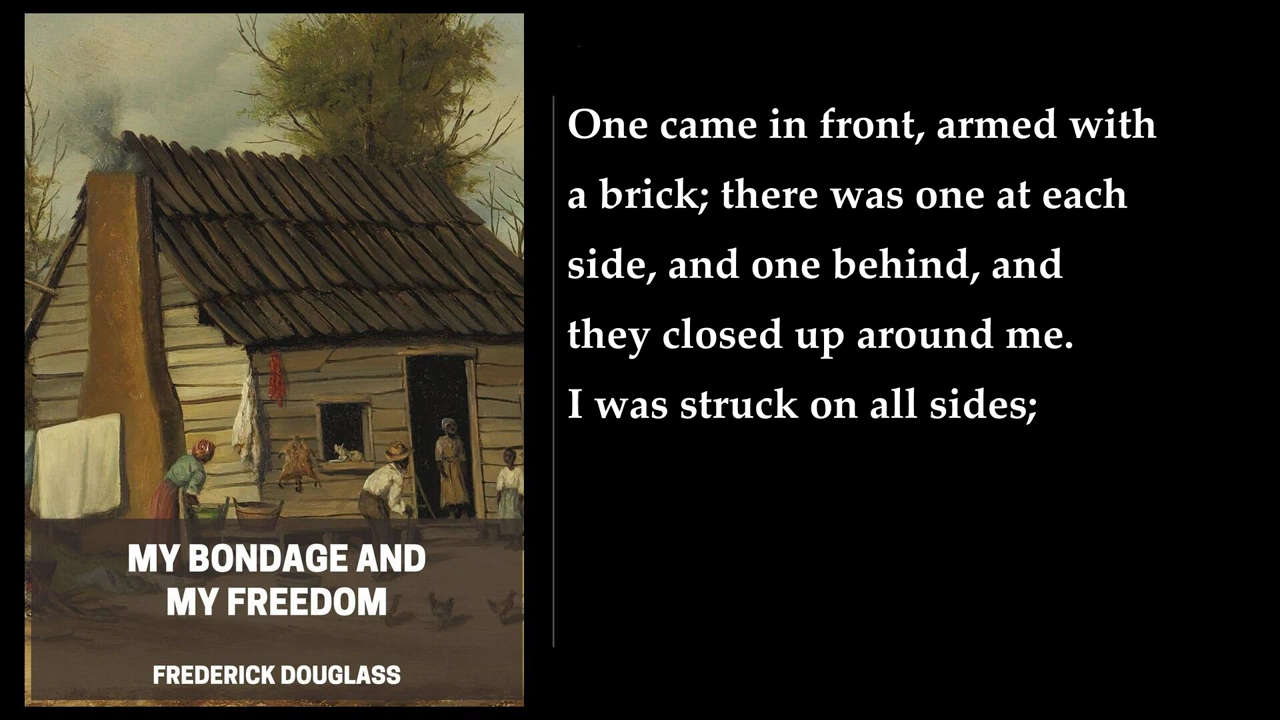 One came in front, armed with
a brick; there was one at each
side, and one behind, and
they closed up around me.
I was struck on all sides;
MY BONDAGE AND
MY FREEDOM
FREDERICK DOUGLASS